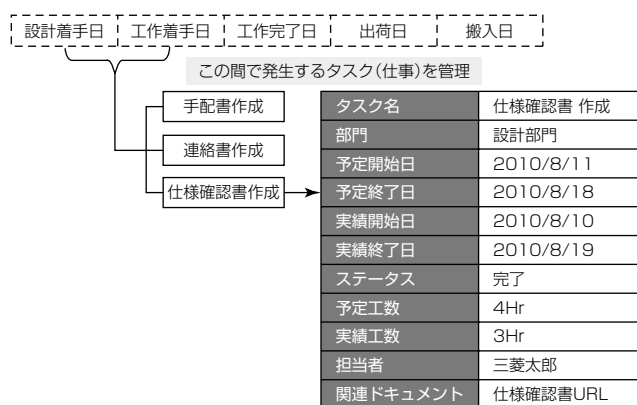 設計着手日 工作着手日 工作完了日 出荷日 搬入日
この間で発生するタスク(仕事)を管理
手配書作成
連絡書作成
仕様確認書作成
タスク名 仕様確認書 作成
部門 設計部門
予定開始日 2010/8/11
予定終了日 2010/8/18
実績開始日 2010/8/10
実績終了日 2010/8/19
ステータス 完了
予定工数 4Hr
実績工数 3Hr
担当者 三菱太郎
関連ドキュメント 仕様確認書URL